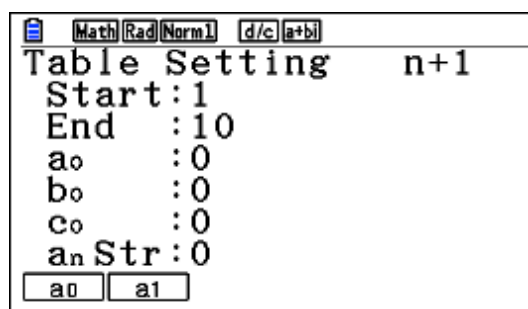 Math Rad Norm1 d/c a+bi
Table Setting n+1
Start:1
End :10
a₀ :0
b₀ :0
c₀ :0
aₙ Str:0
a₀ a₁